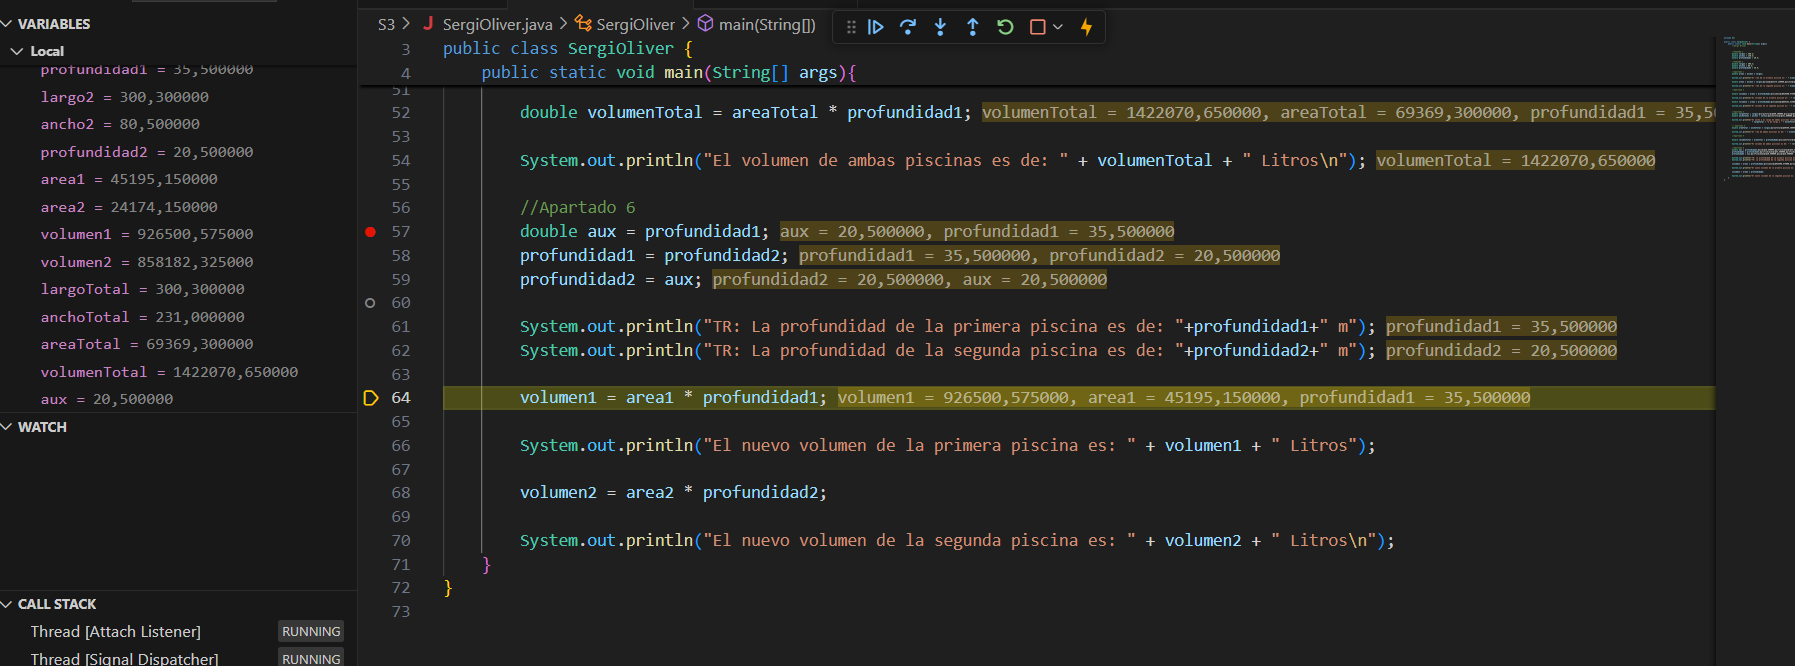 VARIABLES
Local
profundidad1 = 35,500000
largo2 = 300,300000
ancho2 = 80,500000
profundidad2 = 20,500000
area1 = 45195,150000
area2 = 24174,150000
volumen1 = 926500,575000
volumen2 = 858182,325000
largoTotal = 300,300000
anchoTotal = 231,000000
areaTotal = 69369,300000
volumenTotal = 1422070,650000
aux = 20,500000
WATCH
CALL STACK
Thread [Attach Listener] RUNNING
Thread [Signal Dispatcher] RUNNING
S3 > J SergiOliver.java > SergiOliver > main(String[])
3 public class SergiOliver {
4 public static void main(String[] args){
51
52 double volumenTotal = areaTotal * profundidad1; volumenTotal = 1422070,650000, areaTotal = 69369,300000, profundidad1 = 35,50
53
54 System.out.println("El volumen de ambas piscinas es de: " + volumenTotal + " Litros\n"); volumenTotal = 1422070,650000
55
56 //Apartado 6
57 double aux = profundidad1; aux = 20,500000, profundidad1 = 35,500000
58 profundidad1 = profundidad2; profundidad1 = 35,500000, profundidad2 = 20,500000
59 profundidad2 = aux; profundidad2 = 20,500000, aux = 20,500000
60
61 System.out.println("TR: La profundidad de la primera piscina es de: "+profundidad1+" m"); profundidad1 = 35,500000
62 System.out.println("TR: La profundidad de la segunda piscina es de: "+profundidad2+" m"); profundidad2 = 20,500000
63
64 volumen1 = area1 * profundidad1; volumen1 = 926500,575000, area1 = 45195,150000, profundidad1 = 35,500000
65
66 System.out.println("El nuevo volumen de la primera piscina es: " + volumen1 + " Litros");
67
68 volumen2 = area2 * profundidad2;
69
70 System.out.println("El nuevo volumen de la segunda piscina es: " + volumen2 + " Litros\n");
71 }
72 }
73